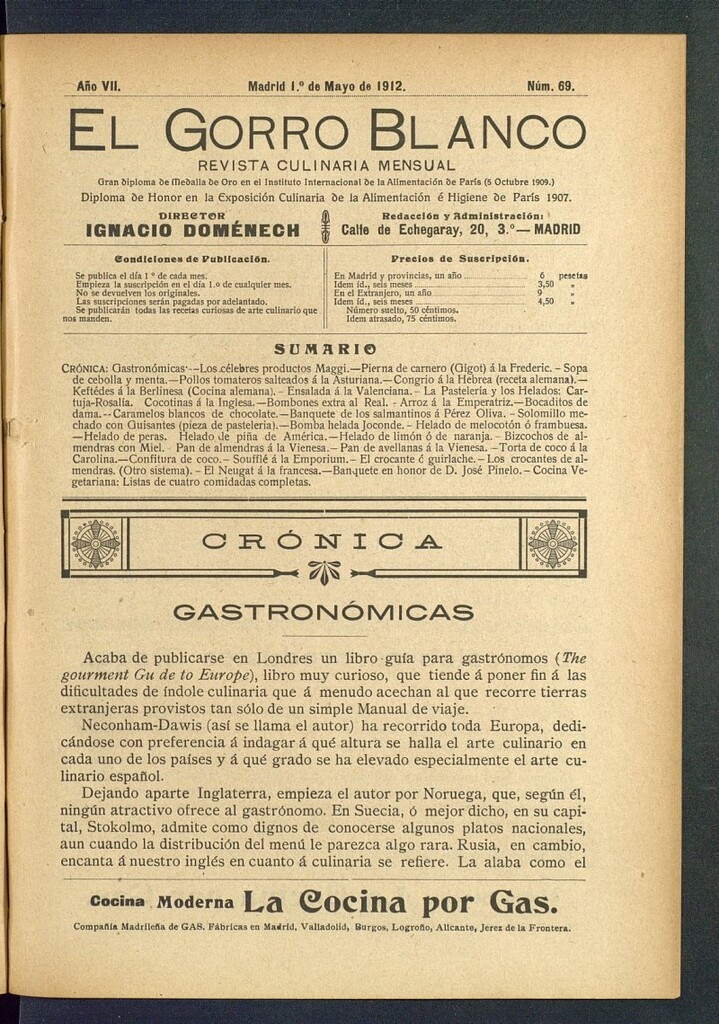 Año VII. Madrid 1.º de Mayo de 1912. Núm. 69.
EL GORRO BLANCO
REVISTA CULINARIA MENSUAL
Gran diploma de Medalla de Oro en el Instituto Internacional de la Alimentación de París (5 Octubre 1909.)
Diploma de Honor en la Exposición Culinaria de la Alimentación é Higiene de París 1907.
DIRECTOR
IGNACIO DOMÉNECH
Redacción y Administración:
Calle de Echegaray, 20, 3.º—MADRID
Condiciones de Publicación.
Se publica el día 1 º de cada mes.
Empieza la suscripción en el día 1.º de cualquier mes.
No se devuelven los originales.
Las suscripciones serán pagadas por adelantado.
Se publicarán todas las recetas curiosas de arte culinario que
nos manden.
Precios de Suscripción.
En Madrid y provincias, un año 6 pesetas
Idem íd., seis meses 3,50 »
En el Extranjero, un año 9 »
Idem íd., seis meses 4,50 »
Número suelto, 50 céntimos.
Idem atrasado, 75 céntimos.
SUMARIO
CRÓNICA: Gastronómicas·--Los célebres productos Maggi.—Pierna de carnero (Gigot) á la Frederic. - Sopa
de cebolla y menta.—Pollos tomateros salteados á la Asturiana.—Congrio á la Hebrea (receta alemana).—
Keftédes á la Berlinesa (Cocina alemana). - Ensalada á la Valenciana. - La Pastelería y los Helados: Car-
tuja-Rosalía. Cocotinas á la Inglesa.—Bombones extra al Real. - Arroz á la Emperatriz.—Bocaditos de
dama.--Caramelos blancos de chocolate.—Banquete de los salmantinos á Pérez Oliva. - Solomillo me-
chado con Guisantes (pieza de pastelería).—Bomba helada Joconde. - Helado de melocotón ó frambuesa.
—Helado de peras. Helado de piña de América.—Helado de limón ó de naranja. - Bizcochos de al-
mendras con Miel. - Pan de almendras á la Vienesa. - Pan de avellanas á la Vienesa. - Torta de coco á la
Carolina.—Confitura de coco. - Soufflé á la Emporium. - El crocante ó guirlache. - Los crocantes de al-
mendras. (Otro sistema). - El Neugat á la francesa.—Banquete en honor de D. José Pinelo. - Cocina Ve-
getariana: Listas de cuatro comidadas completas.
CRÓNICA
GASTRONÓMICAS
Acaba de publicarse en Londres un libro guía para gastrónomos (The
gourment Gu de to Europe), libro muy curioso, que tiende á poner fin á las
dificultades de índole culinaria que á menudo acechan al que recorre tierras
extranjeras provistos tan sólo de un simple Manual de viaje.
Neconham-Dawis (así se llama el autor) ha recorrido toda Europa, dedi-
cándose con preferencia á indagar á qué altura se halla el arte culinario en
cada uno de los países y á qué grado se ha elevado especialmente el arte cu-
linario español.
Dejando aparte Inglaterra, empieza el autor por Noruega, que, según él,
ningún atractivo ofrece al gastrónomo. En Suecia, ó mejor dicho, en su capi-
tal, Stokolmo, admite como dignos de conocerse algunos platos nacionales,
aun cuando la distribución del menú le parezca algo rara. Rusia, en cambio,
encanta á nuestro inglés en cuanto á culinaria se refiere. La alaba como el
Cocina Moderna La Cocina por Gas.
Compañía Madrileña de GAS. Fábricas en Madrid, Valladolid, Burgos, Logroño, Alicante, Jerez de la Frontera.